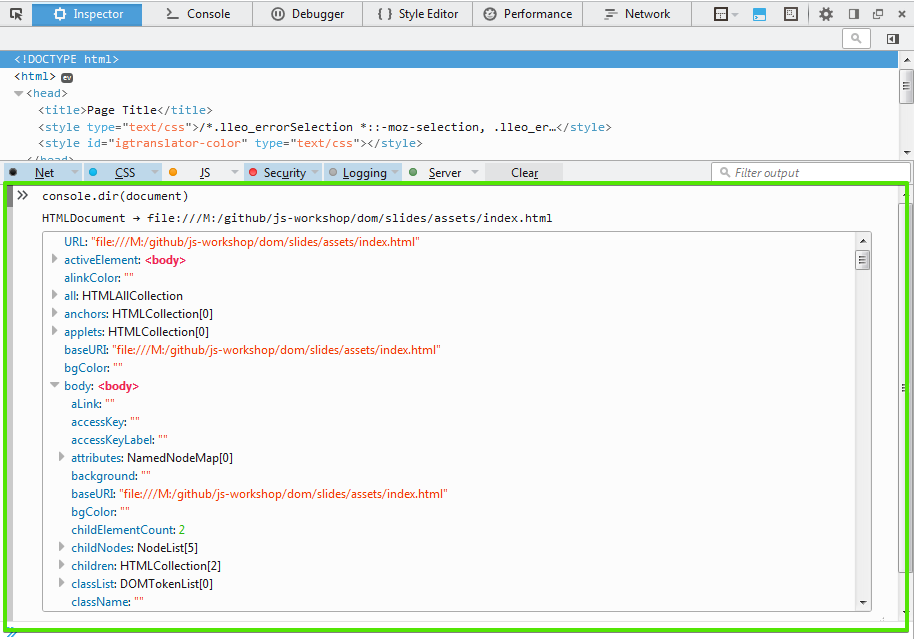 Inspector Console Debugger { } Style Editor Performance Network
<!DOCTYPE html>
<html> ev
<head>
<title>Page Title</title>
<style type="text/css">/*.lleo_errorSelection *::-moz-selection, .lleo_er…</style>
<style id="igtranslator-color" type="text/css"></style>
</head>
Net CSS JS Security Logging Server Clear Filter output
console.dir(document)
HTMLDocument → file:///M:/github/js-workshop/dom/slides/assets/index.html
URL: "file:///M:/github/js-workshop/dom/slides/assets/index.html"
activeElement: <body>
alinkColor: ""
all: HTMLAllCollection
anchors: HTMLCollection[0]
applets: HTMLCollection[0]
baseURI: "file:///M:/github/js-workshop/dom/slides/assets/index.html"
bgColor: ""
body: <body>
aLink: ""
accessKey: ""
accessKeyLabel: ""
attributes: NamedNodeMap[0]
background: ""
baseURI: "file:///M:/github/js-workshop/dom/slides/assets/index.html"
bgColor: ""
childElementCount: 2
childNodes: NodeList[5]
children: HTMLCollection[2]
classList: DOMTokenList[0]
className: ""